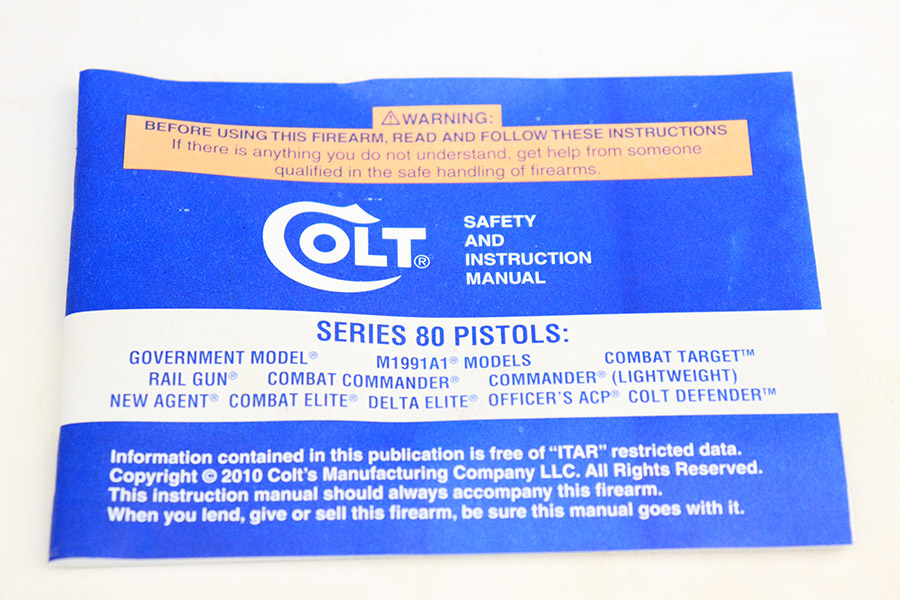 ⚠WARNING:
BEFORE USING THIS FIREARM, READ AND FOLLOW THESE INSTRUCTIONS
If there is anything you do not understand, get help from someone
qualified in the safe handling of firearms.
COLT®
SAFETY
AND
INSTRUCTION
MANUAL
SERIES 80 PISTOLS:
GOVERNMENT MODEL® M1991A1® MODELS COMBAT TARGET™
RAIL GUN® COMBAT COMMANDER® COMMANDER® (LIGHTWEIGHT)
NEW AGENT® COMBAT ELITE® DELTA ELITE® OFFICER'S ACP® COLT DEFENDER™
Information contained in this publication is free of "ITAR" restricted data.
Copyright © 2010 Colt's Manufacturing Company LLC. All Rights Reserved.
This instruction manual should always accompany this firearm.
When you lend, give or sell this firearm, be sure this manual goes with it.